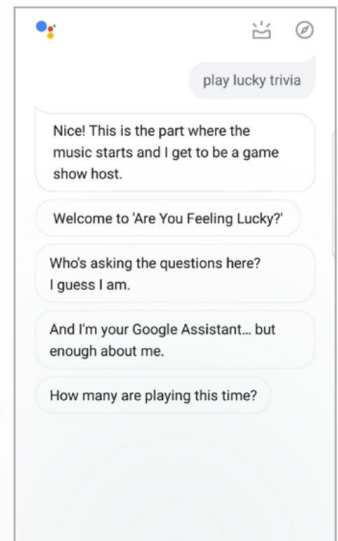 play lucky trivia
Nice! This is the part where the
music starts and I get to be a game
show host.
Welcome to 'Are You Feeling Lucky?'
Who's asking the questions here?
I guess I am.
And I'm your Google Assistant... but
enough about me.
How many are playing this time?